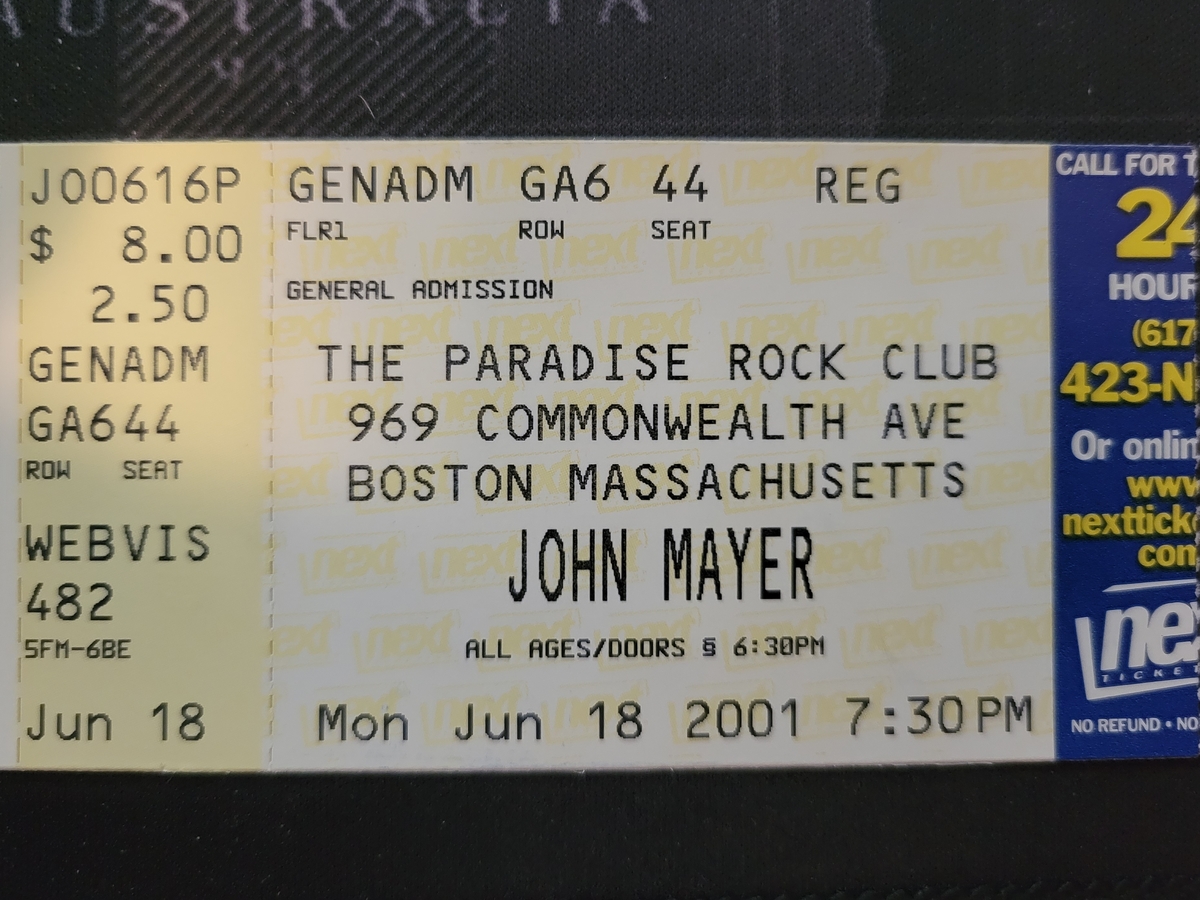 AUSTRALIA
J00616P
$ 8.00
2.50
GENADM
GA644
ROW SEAT
WEBVIS
482
5FM-6BE
Jun 18
GENADM GA6 44 REG
FLR1 ROW SEAT
GENERAL ADMISSION
THE PARADISE ROCK CLUB
969 COMMONWEALTH AVE
BOSTON MASSACHUSETTS
JOHN MAYER
ALL AGES/DOORS § 6:30PM
Mon Jun 18 2001 7:30PM
CALL FOR T
24
HOUR
(617
423-N
Or onlin
www
nexttick
com
next
TICKET
NO REFUND • NO